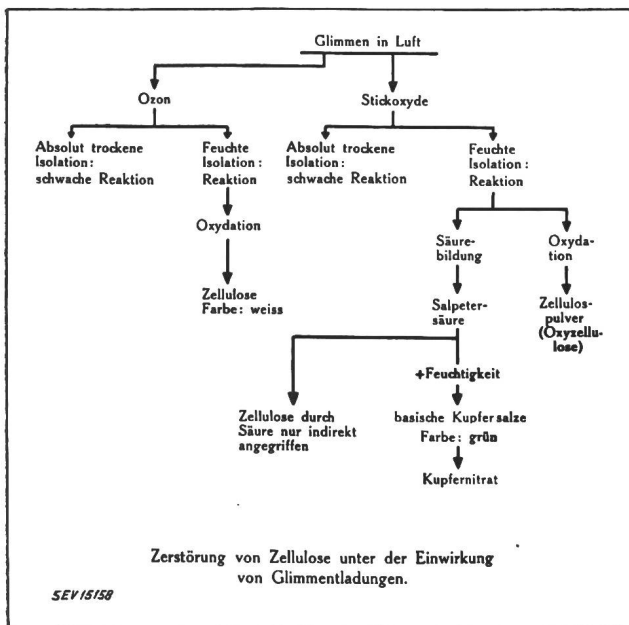 Glimmen in Luft
Ozon
Stickoxyde
Absolut trockene
Isolation:
schwache Reaktion
Feuchte
Isolation:
Reaktion
Absolut trockene
Isolation:
schwache Reaktion
Feuchte
Isolation:
Reaktion
Oxydation
Zellulose
Farbe: weiss
Säure-
bildung
Oxyda-
tion
Salpeter-
säure
Zellulos-
pulver
(Oxyzellu-
lose)
+Feuchtigkeit
Zellulose durch
Säure nur indirekt
angegriffen
basische Kupfersalze
Farbe: grün
Kupfernitrat
Zerstörung von Zellulose unter der Einwirkung
von Glimmentladungen.
SEV 15158